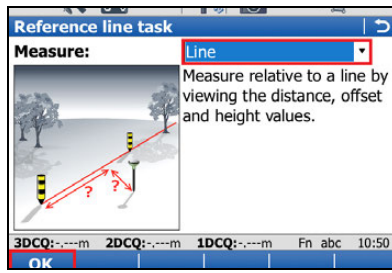 Reference line task
Measure:
Line
Measure relative to a line by
viewing the distance, offset
and height values.
?
?
3DCQ:-.---m 2DCQ:-.---m 1DCQ:-.---m Fn abc 10:50
OK